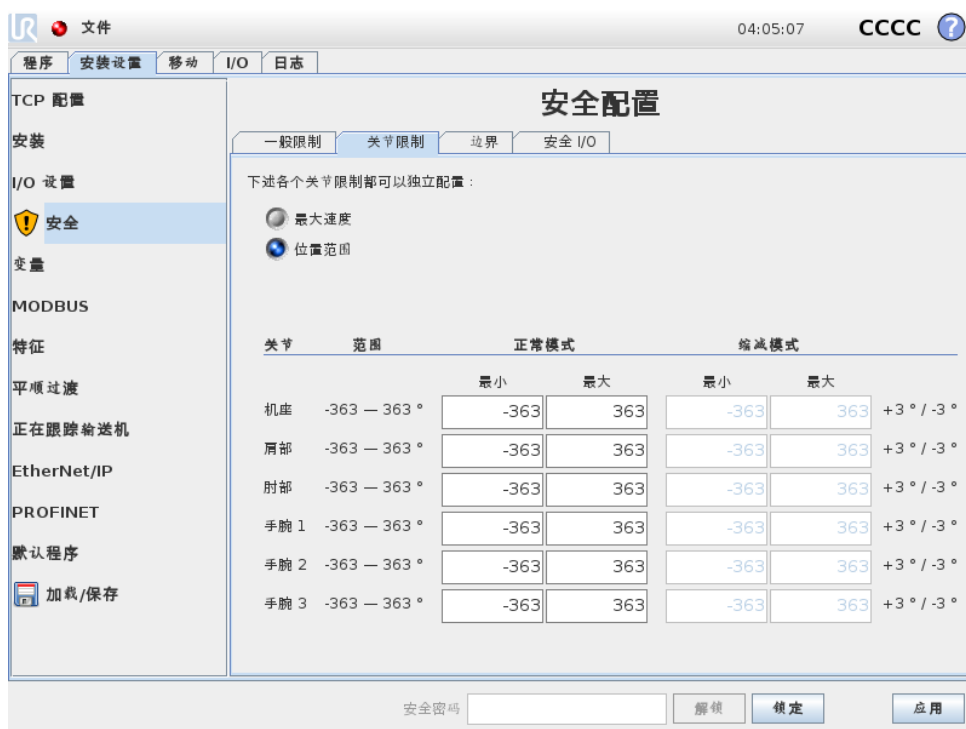 UR 文件 04:05:07 CCCC ?
程序 安装设置 移动 I/O 日志
TCP 配置
安装
I/O 设置
安全
变量
MODBUS
特征
平顺过渡
正在跟踪输送机
EtherNet/IP
PROFINET
默认程序
加载/保存
安全配置
一般限制 关节限制 边界 安全 I/O
下述各个关节限制都可以独立配置：
最大速度
位置范围
关节 范围 正常模式 缩减模式
最小 最大 最小 最大
机座 -363 — 363 ° -363 363 -363 363 +3 ° / -3 °
肩部 -363 — 363 ° -363 363 -363 363 +3 ° / -3 °
肘部 -363 — 363 ° -363 363 -363 363 +3 ° / -3 °
手腕 1 -363 — 363 ° -363 363 -363 363 +3 ° / -3 °
手腕 2 -363 — 363 ° -363 363 -363 363 +3 ° / -3 °
手腕 3 -363 — 363 ° -363 363 -363 363 +3 ° / -3 °
安全密码 解锁 锁定 应用